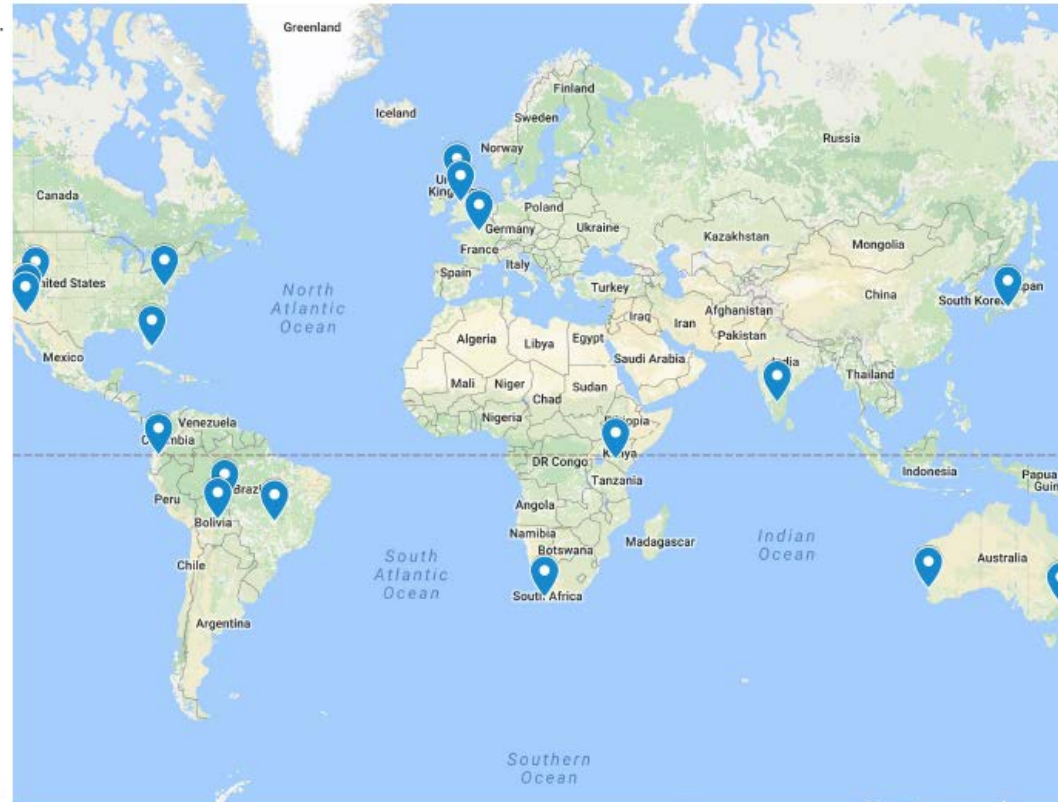 Greenland
Iceland
Finland
Sweden
Norway
Russia
Canada
Poland
Germany
Ukraine
Kazakhstan
Mongolia
France
Italy
Spain
Turkey
China
North
Atlantic
Ocean
Iraq
Iran
Afghanistan
Pakistan
Algeria
Libya
Egypt
Saudi Arabia
Mexico
Mali
Niger
Chad
Sudan
Thailand
Nigeria
Venezuela
DR Congo
Tanzania
Indonesia
Peru
Bolivia
Angola
Namibia
Botswana
Madagascar
Indian
Ocean
Australia
Chile
South
Atlantic
Ocean
South Africa
Argentina
Southern
Ocean